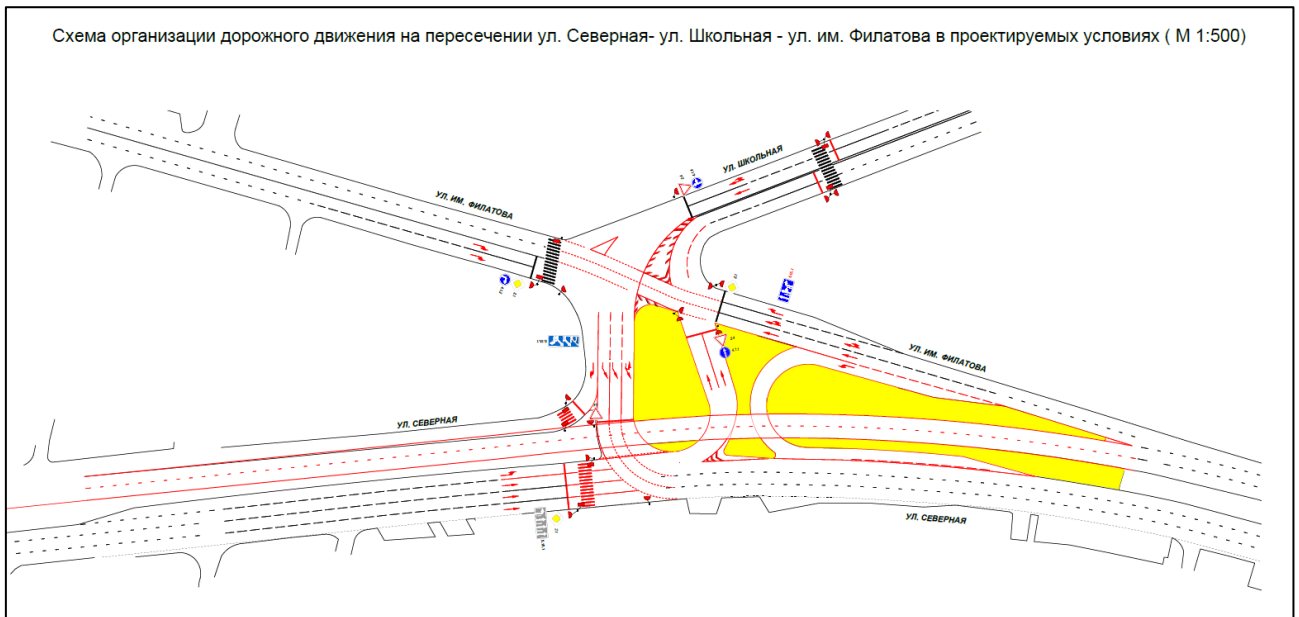 Схема организации дорожного движения на пересечении ул. Северная- ул. Школьная - ул. им. Филатова в проектируемых условиях ( М 1:500)
УЛ. ШКОЛЬНАЯ
УЛ. ИМ. ФИЛАТОВА
УЛ. ИМ. ФИЛАТОВА
УЛ. СЕВЕРНАЯ
УЛ. СЕВЕРНАЯ